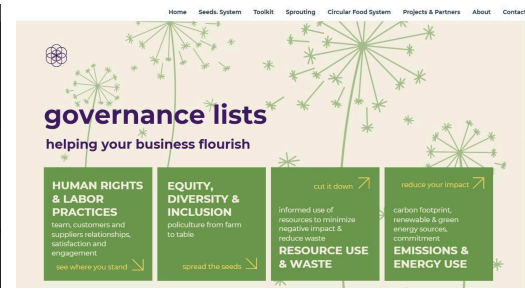 Home Seeds. System Toolkit Sprouting Circular Food System Projects & Partners About Contact
governance lists
helping your business flourish
HUMAN RIGHTS
& LABOR
PRACTICES
team, customers and
suppliers relationships,
satisfaction and
engagement
see where you stand
EQUITY,
DIVERSITY &
INCLUSION
policulture from farm
to table
spread the seeds
cut it down
informed use of
resources to minimize
negative impact &
reduce waste
RESOURCE USE
& WASTE
reduce your impact
carbon footprint,
renewable & green
energy sources,
commitment
EMISSIONS &
ENERGY USE